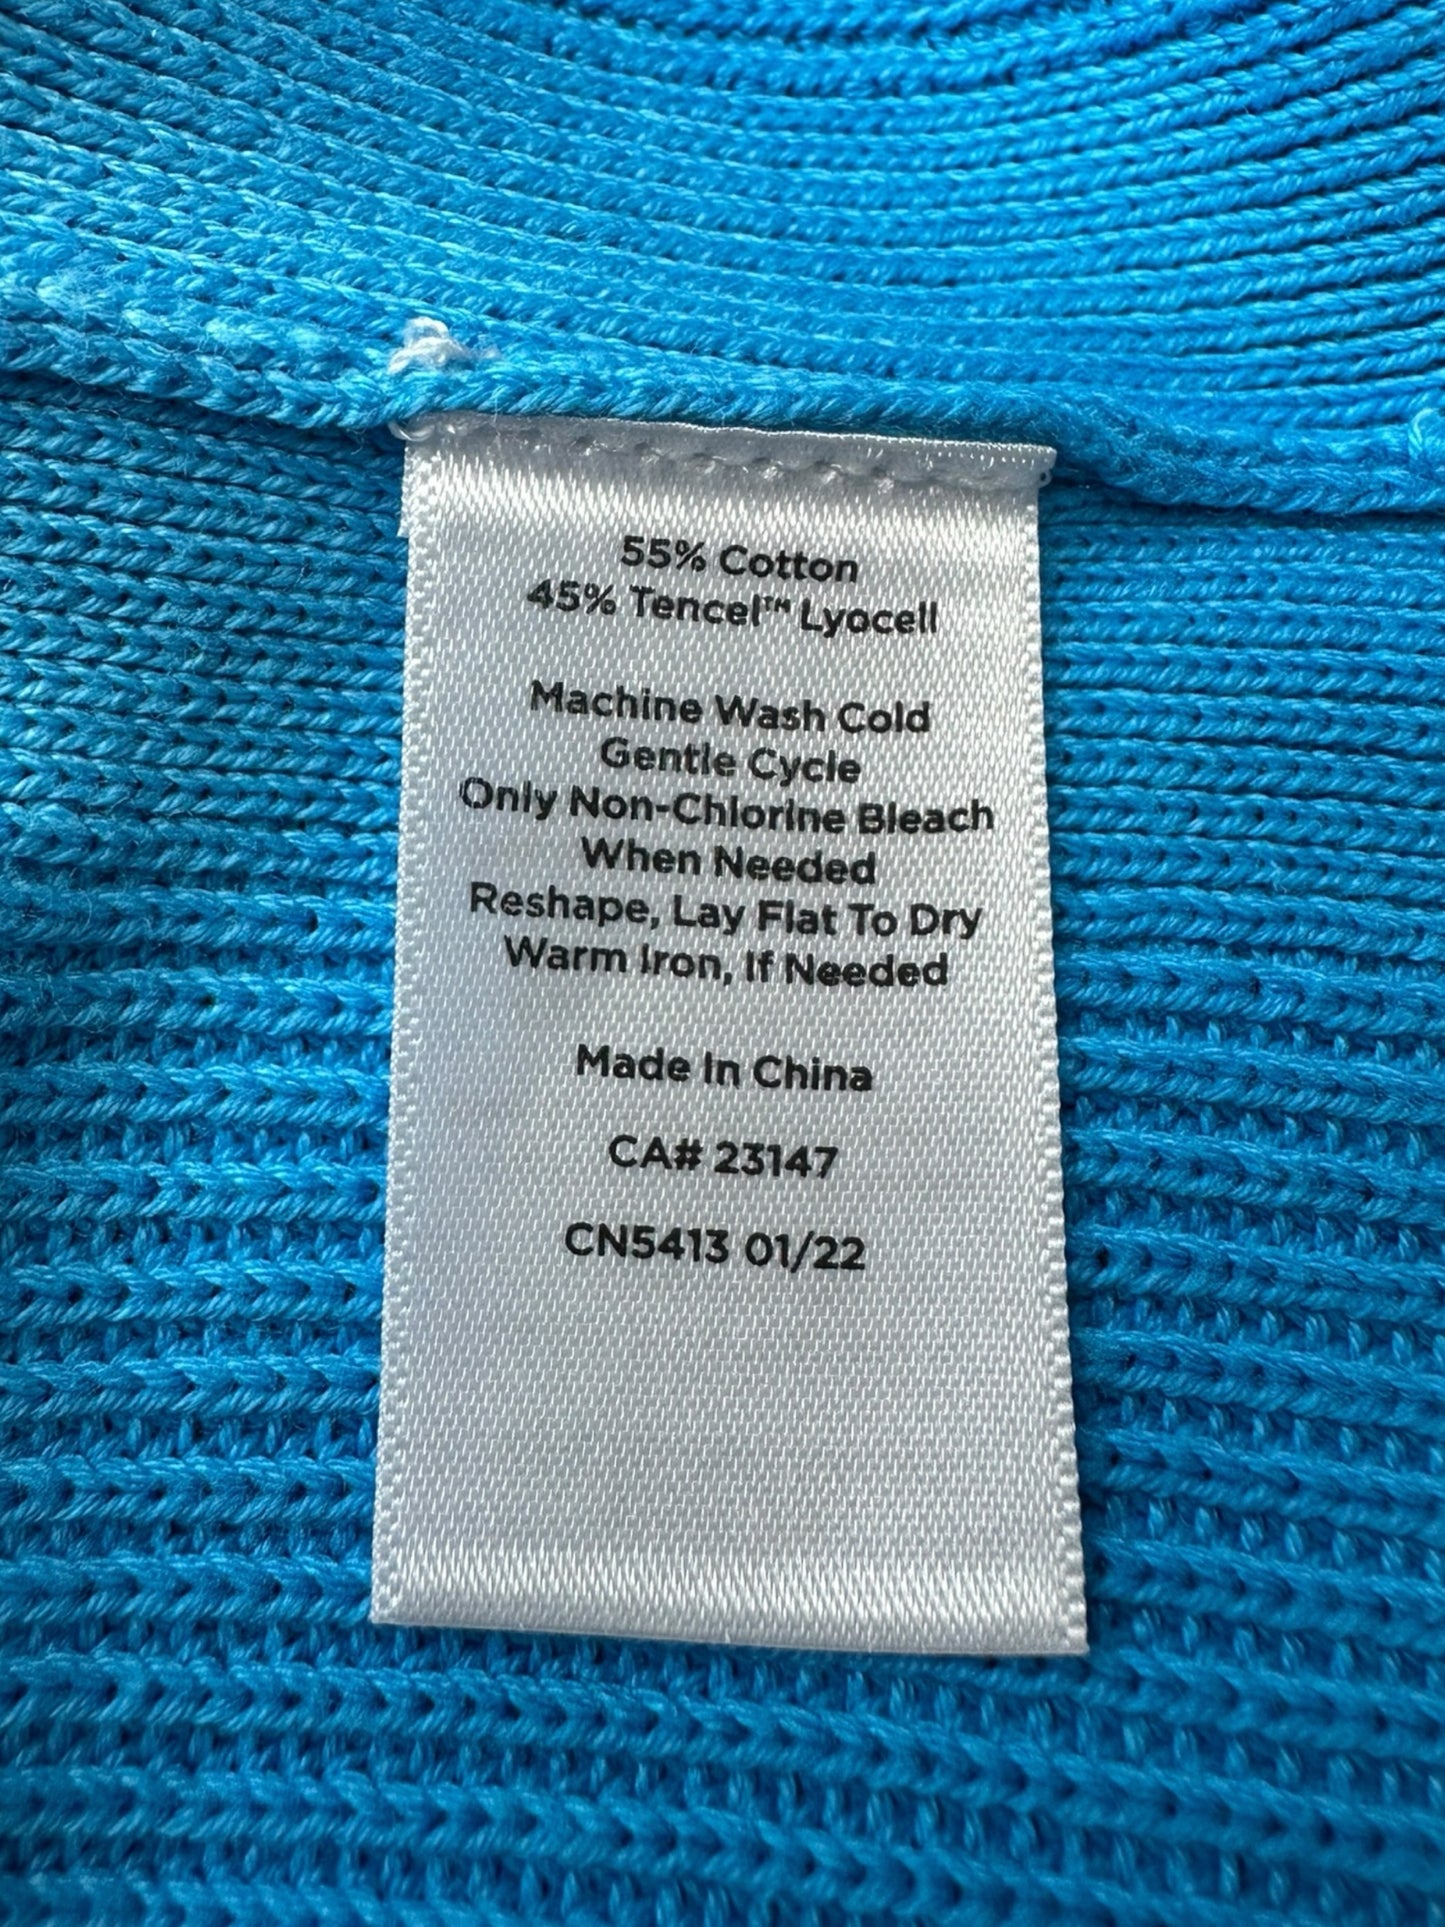 55% Cotton
45% Tencel™ Lyocell
Machine Wash Cold
Gentle Cycle
Only Non-Chlorine Bleach
When Needed
Reshape, Lay Flat To Dry
Warm Iron, If Needed
Made In China
CA# 23147
CN5413 01/22